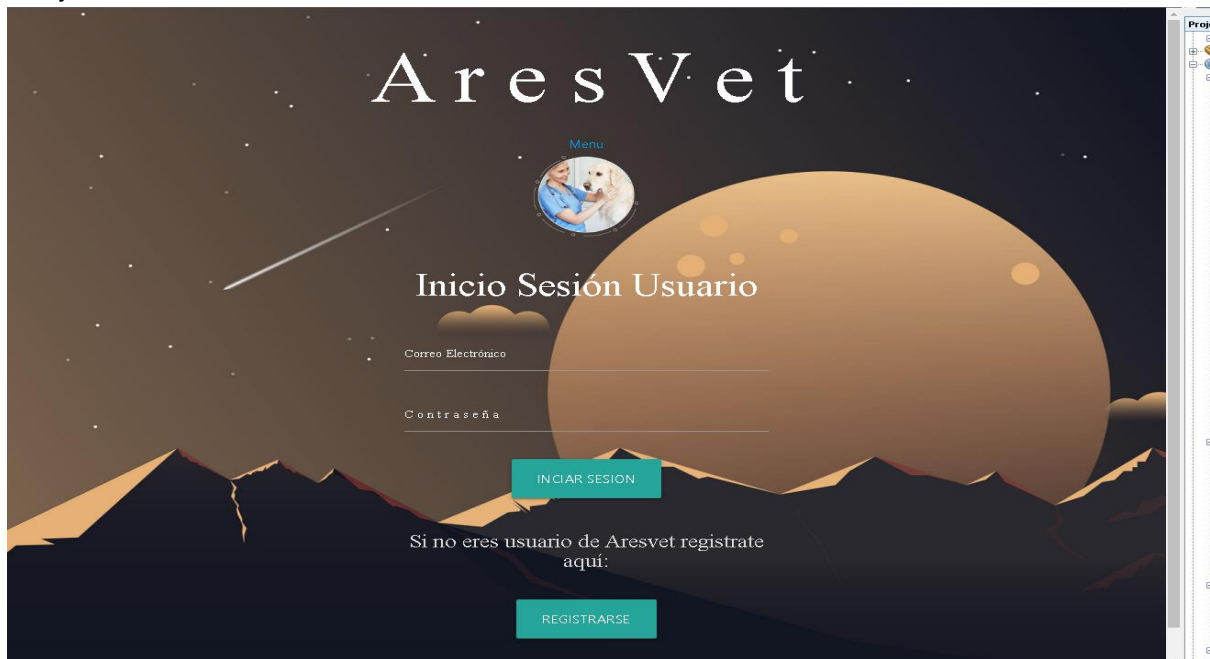 AresVet
Menu
Inicio Sesión Usuario
Correo Electrónico
Contraseña
INCIAR SESION
Si no eres usuario de Aresvet registrate
aquí:
REGISTRARSE